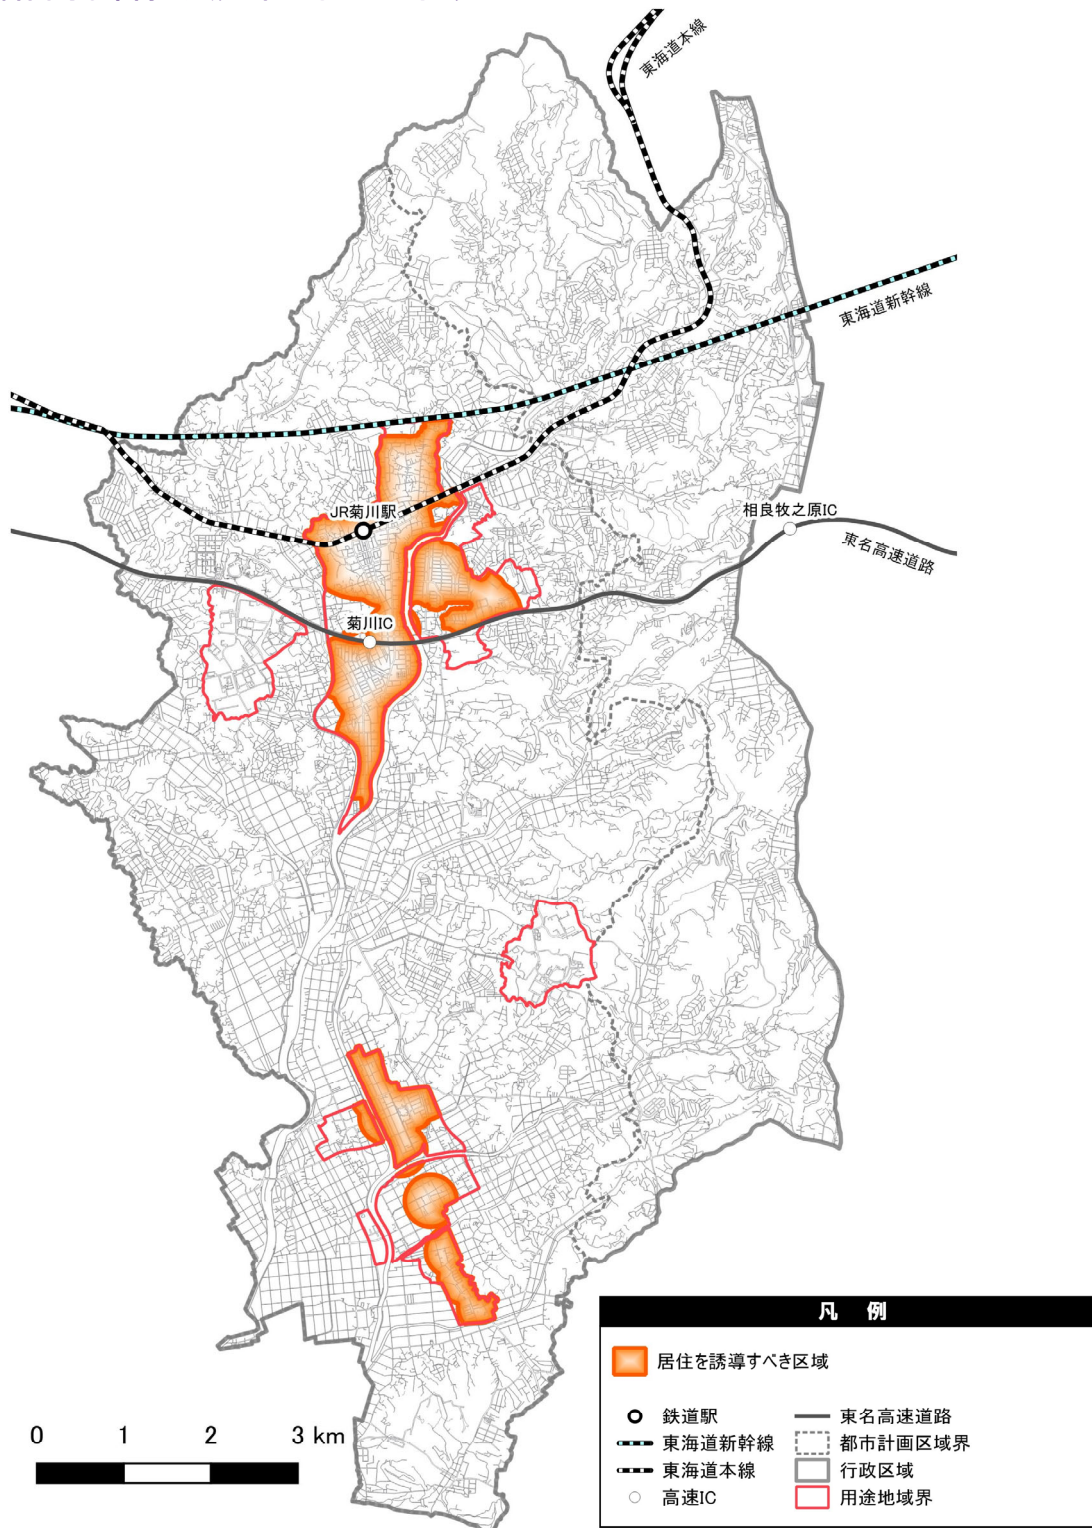 東海道本線
東海道新幹線
JR菊川駅
相良牧之原IC
東名高速道路
菊川IC
凡 例
居住を誘導すべき区域
鉄道駅
東名高速道路
東海道新幹線
都市計画区域界
東海道本線
行政区域
高速IC
用途地域界
0 1 2 3 km